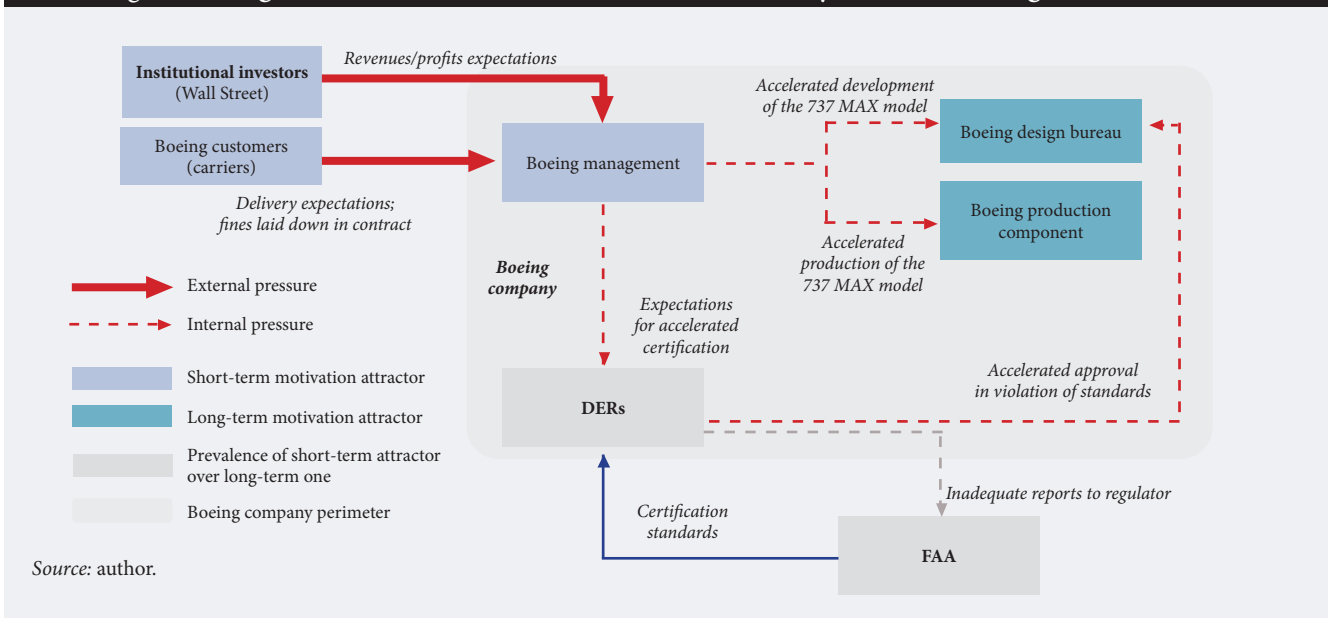 Institutional investors
(Wall Street)
Revenues/profits expectations
Boeing customers
(carriers)
Delivery expectations;
fines laid down in contract
Boeing management
Accelerated development
of the 737 MAX model
Boeing design bureau
Boeing production
component
Accelerated
production of the
737 MAX model
Boeing
company
Expectations
for accelerated
certification
External pressure
Internal pressure
Short-term motivation attractor
Long-term motivation attractor
Prevalence of short-term attractor
over long-term one
Boeing company perimeter
DERs
Accelerated approval
in violation of standards
Inadequate reports to regulator
Certification
standards
FAA
Source: author.